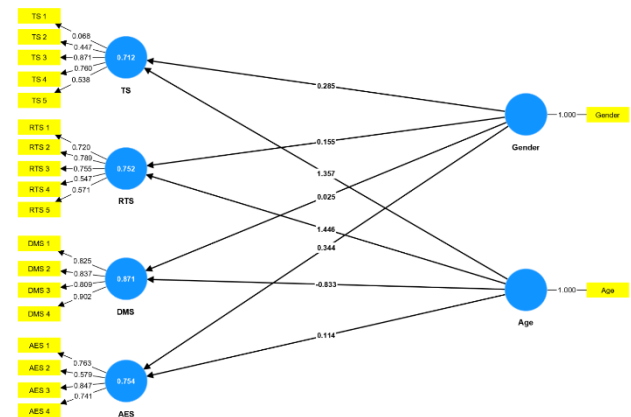 TS 1
TS 2
TS 3
TS 4
TS 5
0.068
0.447
0.871
0.760
0.538
0.712
TS
RTS 1
RTS 2
RTS 3
RTS 4
RTS 5
0.720
0.789
0.755
0.547
0.571
0.752
RTS
DMS 1
DMS 2
DMS 3
DMS 4
0.825
0.837
0.809
0.902
0.871
DMS
AES 1
AES 2
AES 3
AES 4
0.763
0.579
0.847
0.741
0.754
AES
0.285
0.155
1.357
0.025
0.344
1.446
-0.833
0.114
Gender
1.000
Gender
Age
1.000
Age